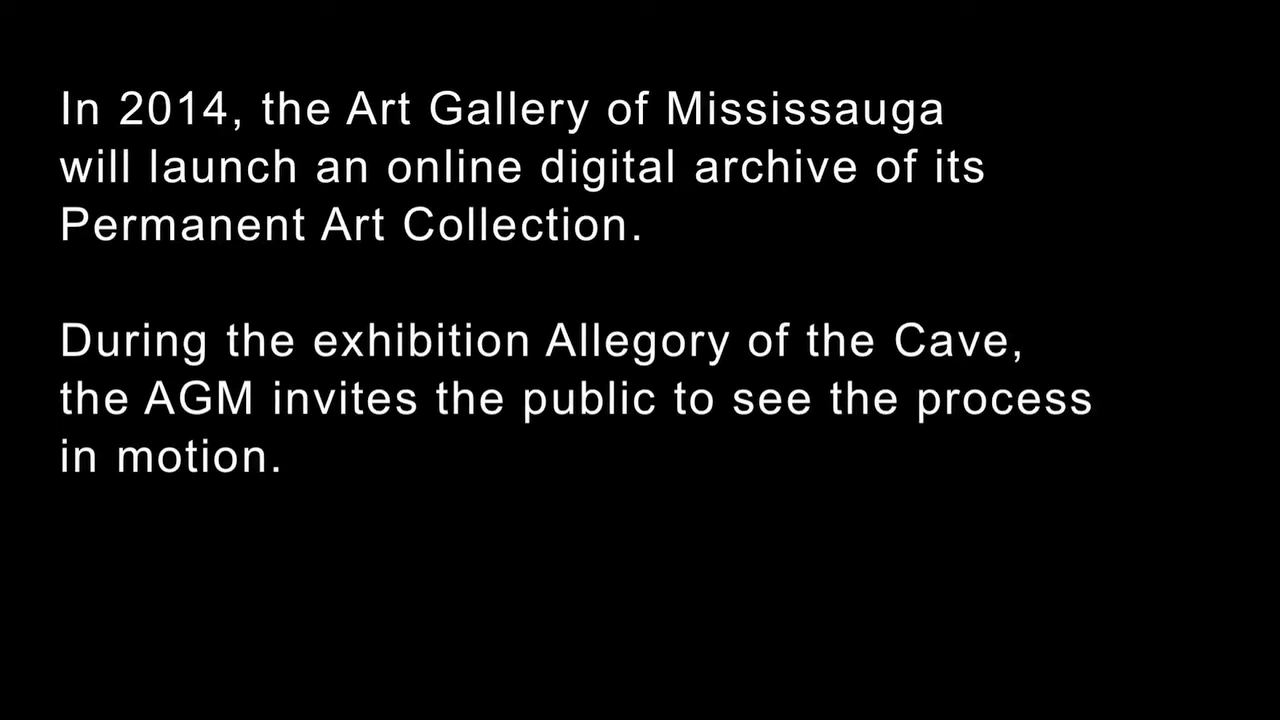 In 2014, the Art Gallery of Mississauga
will launch an online digital archive of its
Permanent Art Collection.
During the exhibition Allegory of the Cave,
the AGM invites the public to see the process
in motion.